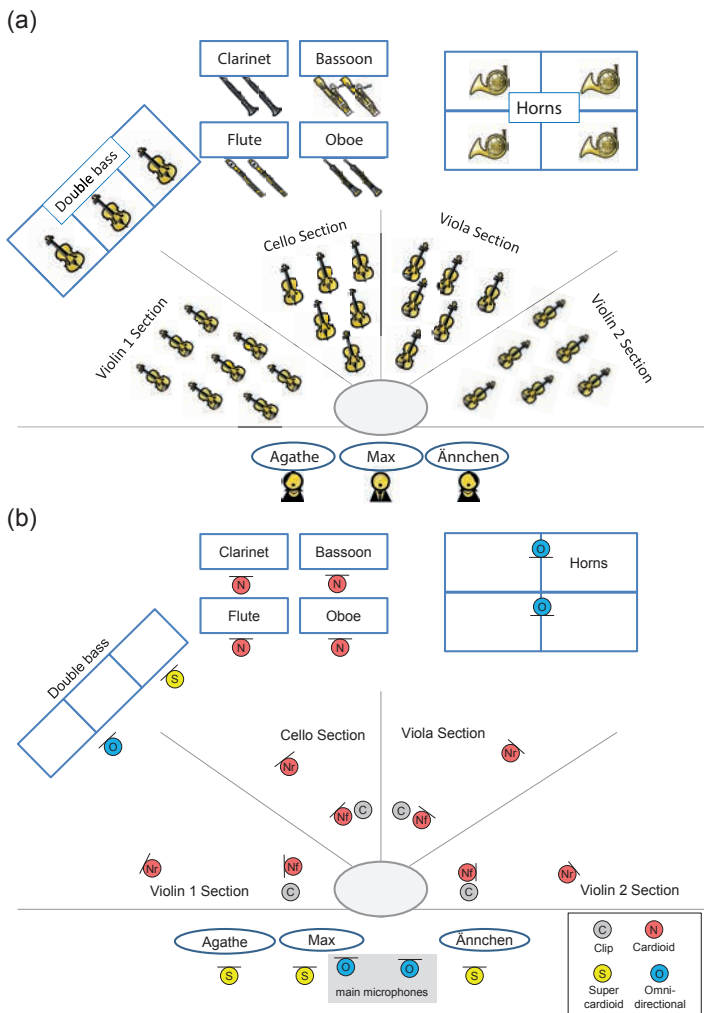 (a)
Clarinet
Bassoon
Flute
Oboe
Horns
Double bass
Cello Section
Viola Section
Violin 1 Section
Violin 2 Section
Agathe
Max
Ännchen
(b)
Clarinet
Bassoon
O
Horns
N
N
Flute
Oboe
O
N
N
Double bass
S
O
Cello Section
Viola Section
Nr
Nr
Nf
C
C
Nf
Nr
Nf
Nf
Nr
Violin 1 Section
C
C
Violin 2 Section
Agathe
Max
Ännchen
S
S
O
O
S
main microphones
C
N
Clip
Cardioid
S
O
Super
cardioid
Omni-
directional